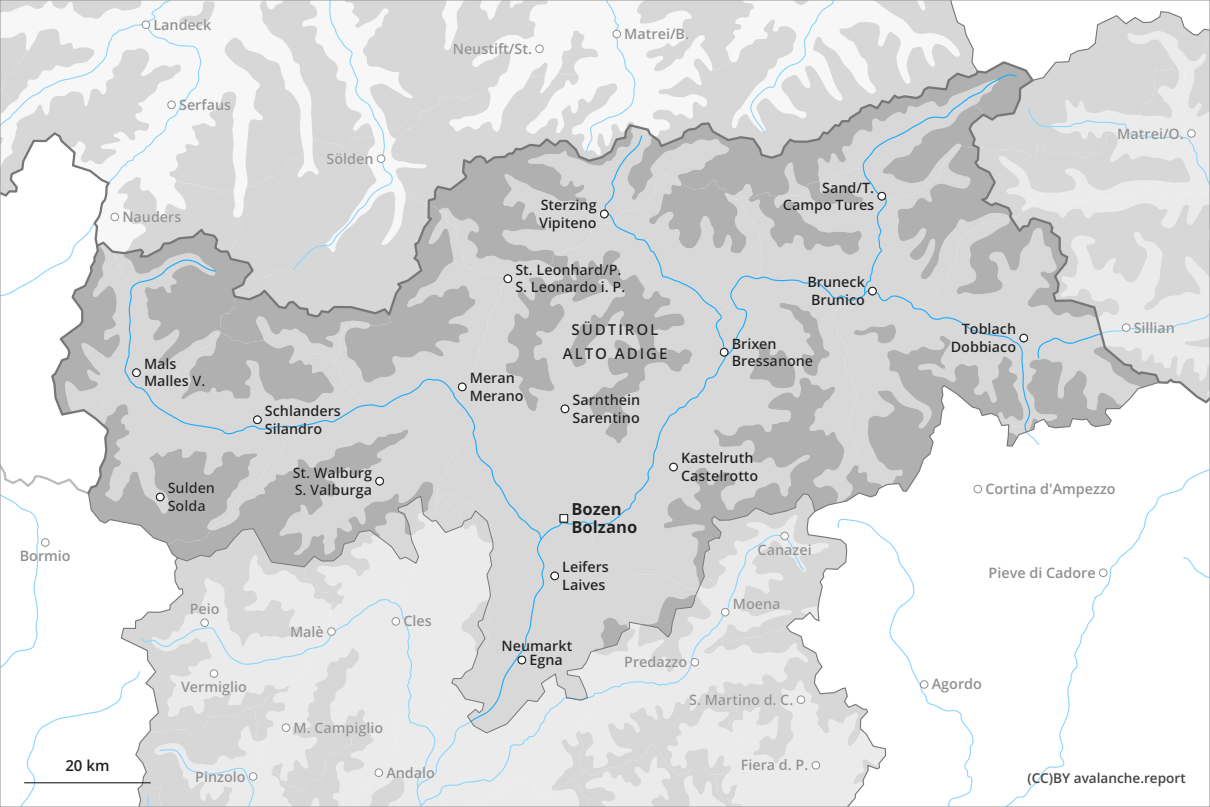 Landeck
Neustift/St.
Matrei/B.
Serfaus
Matrei/O.
Sölden
Sand/T.
Campo Tures
Nauders
Sterzing
Vipiteno
St. Leonhard/P.
S. Leonardo i. P.
Bruneck
Brunico
SÜDTIROL
ALTO ADIGE
Toblach
Dobbiaco
Sillian
Brixen
Bressanone
Mals
Malles V.
Meran
Merano
Sarnthein
Sarentino
Schlanders
Silandro
Kastelruth
Castelrotto
St. Walburg
S. Valburga
Sulden
Solda
Cortina d'Ampezzo
Bozen
Bolzano
Bormio
Canazei
Leifers
Laives
Pieve di Cadore
Peio
Moena
Malè
Cles
Neumarkt
Egna
Predazzo
Vermiglio
Agordo
S. Martino d. C.
M. Campiglio
Fiera d. P.
20 km
Pinzolo
Andalo
(CC)BY avalanche.report